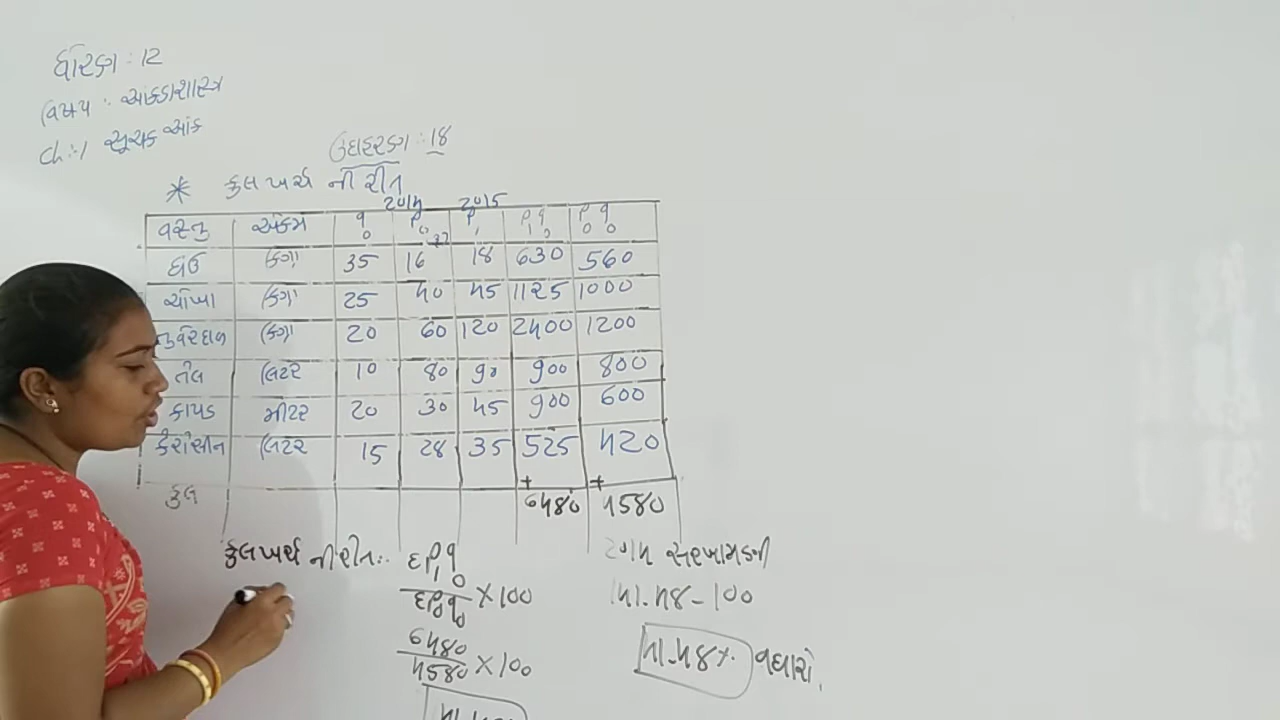 ધોરણ : 12
વિષય : આંકડાશાસ્ત્ર
ch :- 1 સૂચક આંક
ઉદાહરણ : 18
* કુલ ખર્ચ ની રીત
2014 2015
વસ્તુ એકમ q0 p0 p1 p1q0 p0q0
ઘઉં કિગ્રા 35 16 18 630 560
ચોખા કિગ્રા 25 40 45 1125 1000
તુવેરદાળ કિગ્રા 20 60 120 2400 1200
તેલ લિટર 10 80 90 900 800
કાપડ મીટર 20 30 45 900 600
કેરોસીન લિટર 15 28 35 525 420
કુલ + 6480 + 4580
કુલખર્ચ ની રીત :- Σp1q0 / Σp0q0 × 100
6480 / 4580 × 100
2014 સરખામણી
141.48 - 100
41.48% વધારો.